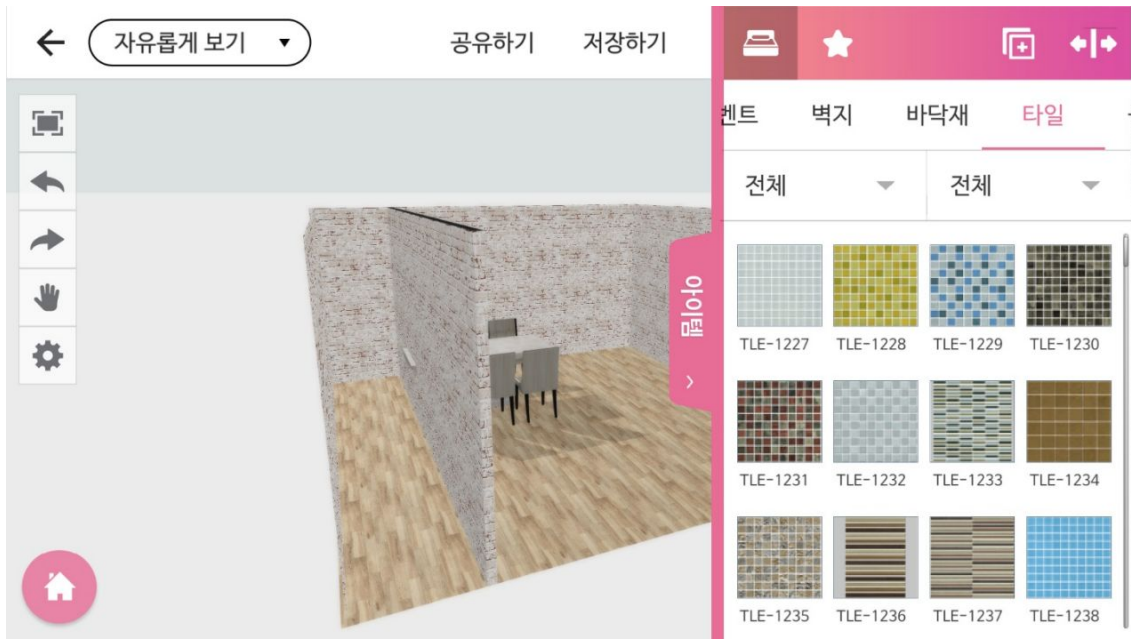 자유롭게 보기
공유하기 저장하기
벤트 벽지 바닥재 타일
전체 전체
아이템
TLE-1227 TLE-1228 TLE-1229 TLE-1230
TLE-1231 TLE-1232 TLE-1233 TLE-1234
TLE-1235 TLE-1236 TLE-1237 TLE-1238